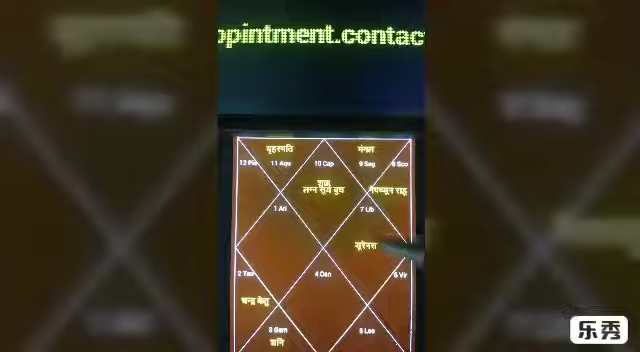 ppintment.contac
बृहस्पति मंगल
12 Pis 11 Aqu 10 Cap 9 Sag 8 Sco
शुक्र
लग्न सूर्य बुध नेपच्यून राहू
1 Ari 7 Lib
यूरेनस
2 Tau 4 Can 6 Vir
चन्द्र केतु
3 Gem 5 Leo
शनि
乐秀